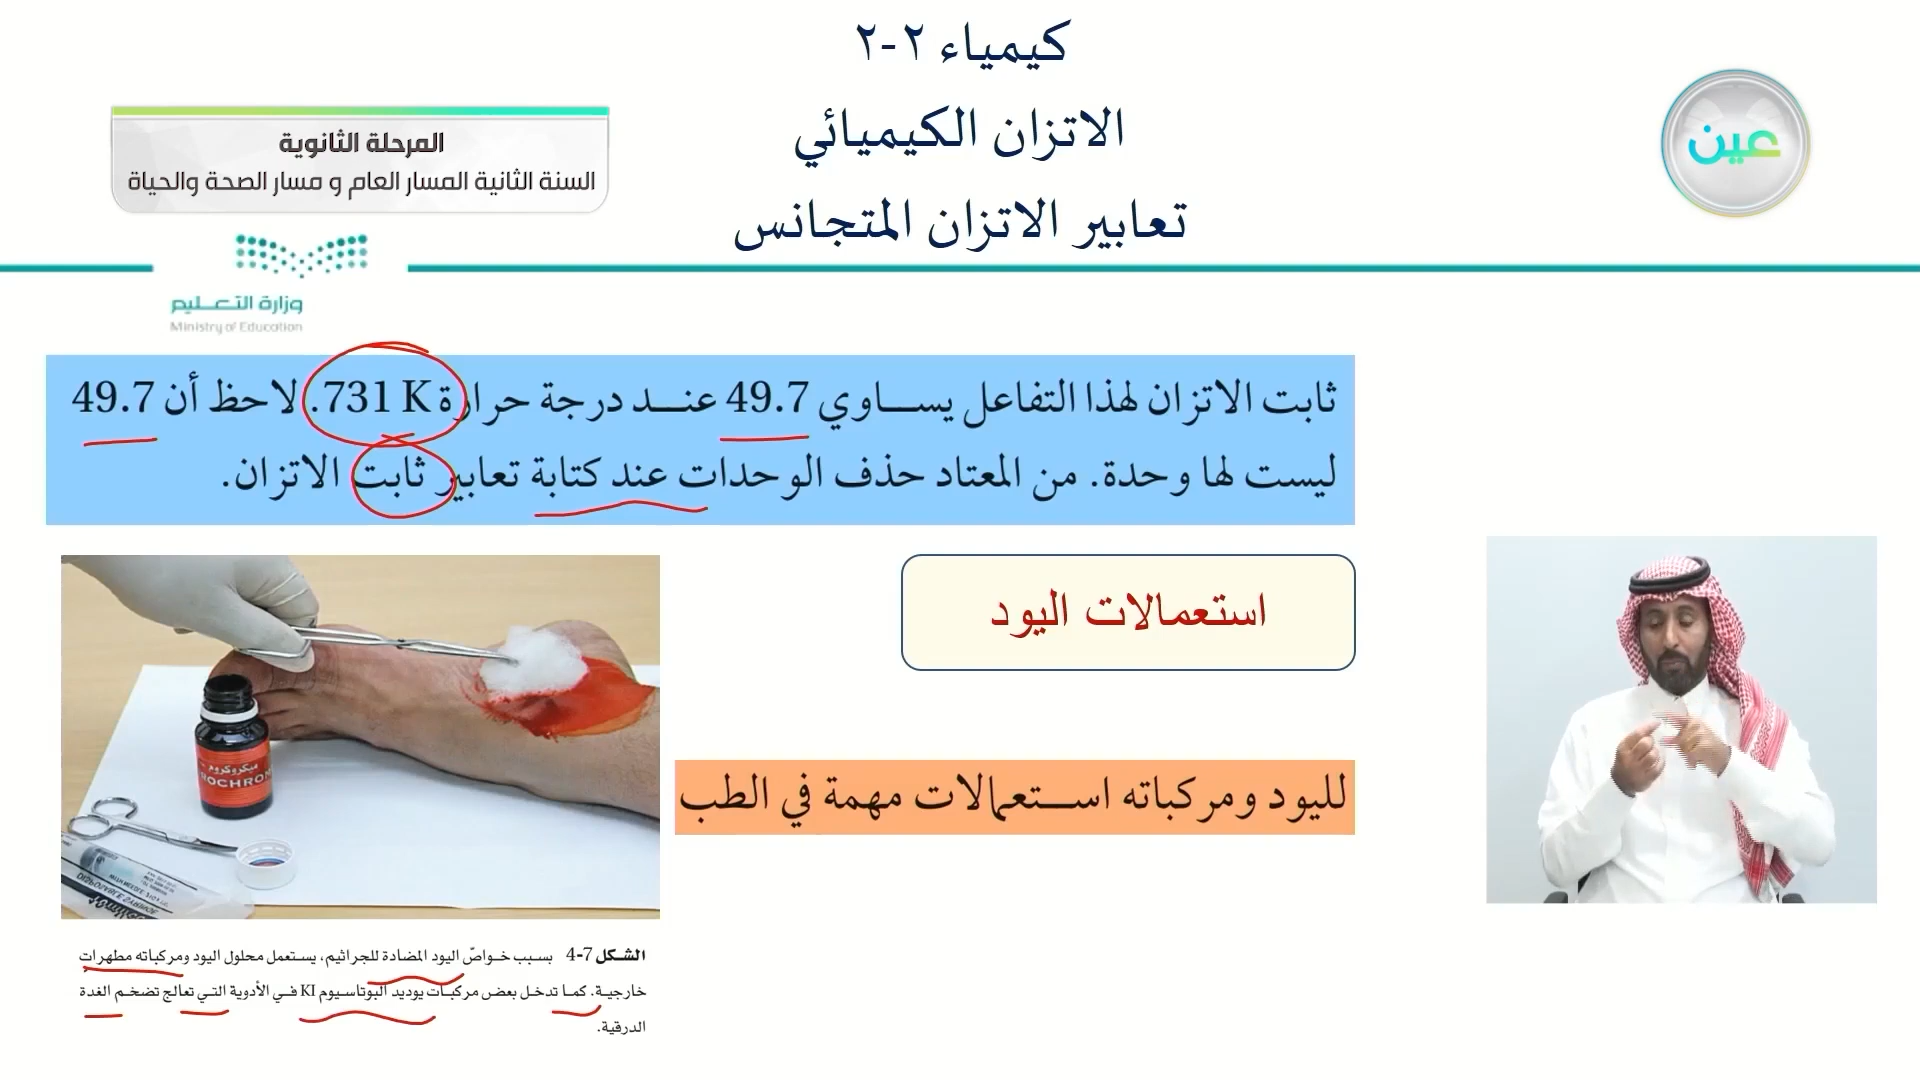 كيمياء ٢-٢
الاتزان الكيميائي
تعابير الاتزان المتجانس
عين
المرحلة الثانوية
السنة الثانية المسار العام و مسار الصحة والحياة
وزارة التعليم
Ministry of Education
ثابت الاتزان لهذا التفاعل يساوي 49.7 عند درجة حرارة 731 K. لاحظ أن 49.7
ليست لها وحدة. من المعتاد حذف الوحدات عند كتابة تعابير ثابت الاتزان.
استعمالات اليود
لليود ومركباته استعمالات مهمة في الطب
ميكروكروم
OCHROM
الشكل 7-4 بسبب خواصّ اليود المضادة للجراثيم، يستعمل محلول اليود ومركباته مطهرات
خارجية. كما تدخل بعض مركبات يوديد البوتاسيوم KI في الأدوية التي تعالج تضخم الغدة
الدرقية.